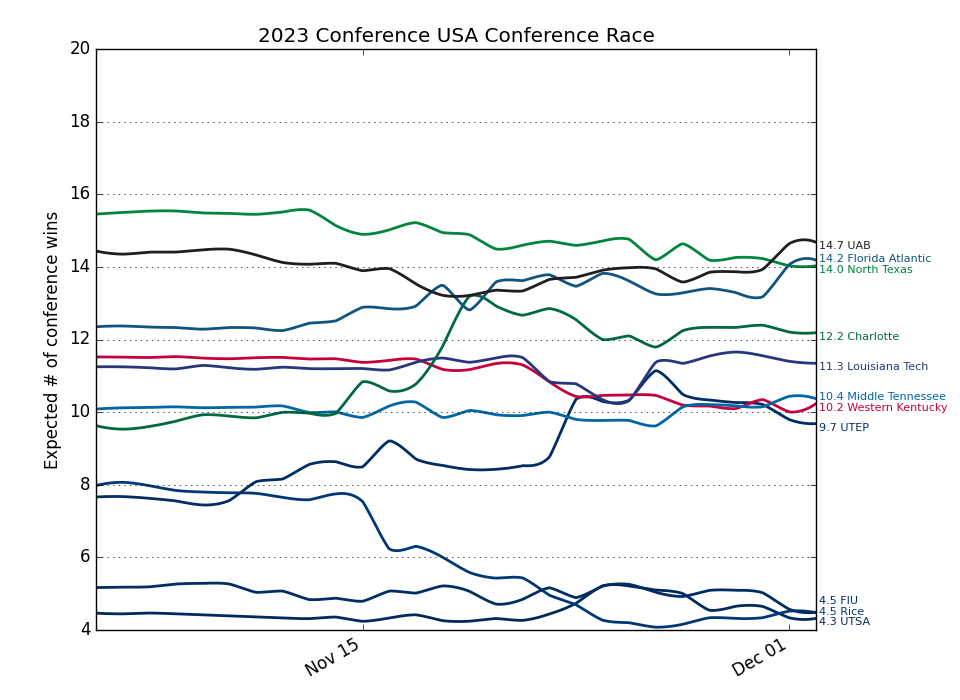 2023 Conference USA Conference Race
Expected # of conference wins
20
18
16
14
12
10
8
6
4
Nov 15
Dec 01
14.7 UAB
14.2 Florida Atlantic
14.0 North Texas
12.2 Charlotte
11.3 Louisiana Tech
10.4 Middle Tennessee
10.2 Western Kentucky
9.7 UTEP
4.5 FIU
4.5 Rice
4.3 UTSA